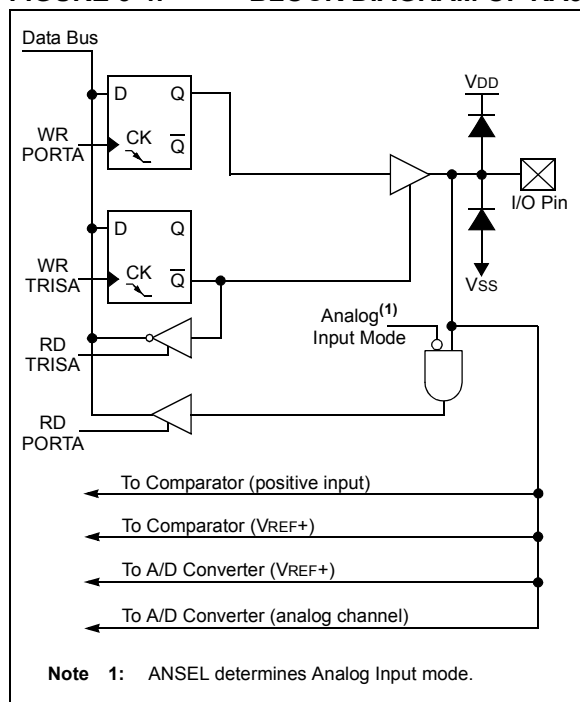 Data Bus
D Q
WR
PORTA
CK Q
VDD
I/O Pin
VSS
D Q
WR
TRISA
CK Q
RD
TRISA
Analog(1)
Input Mode
RD
PORTA
To Comparator (positive input)
To Comparator (VREF+)
To A/D Converter (VREF+)
To A/D Converter (analog channel)
Note 1: ANSEL determines Analog Input mode.